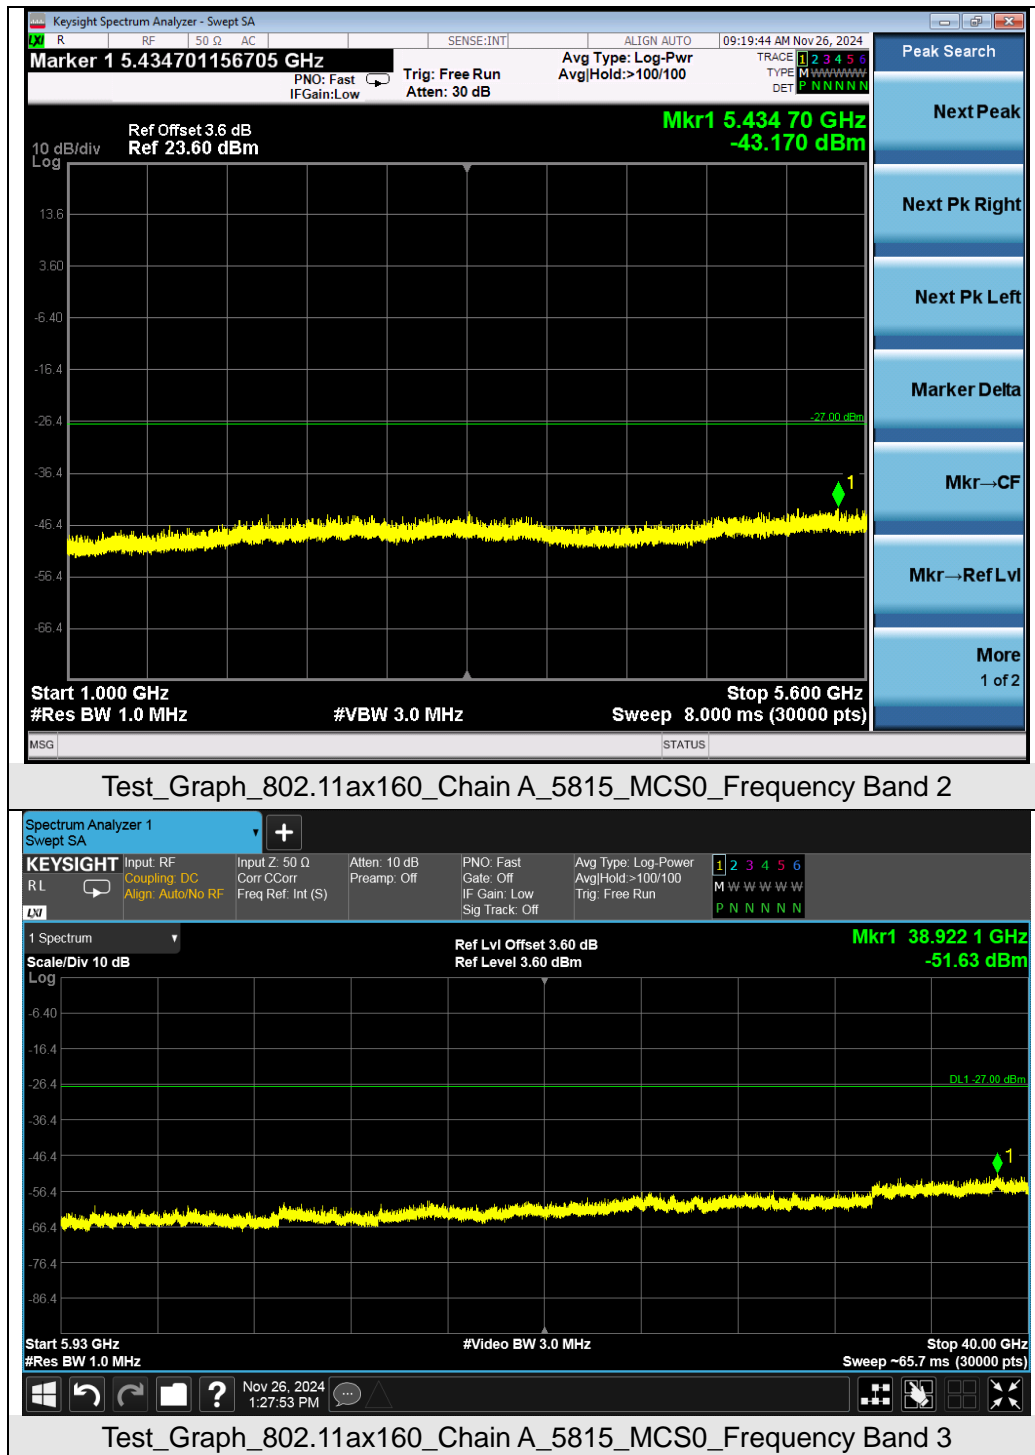 Keysight Spectrum Analyzer - Swept SA
LXI R RF 50 Ω AC SENSE:INT ALIGN AUTO 09:19:44 AM Nov 26, 2024
Marker 1 5.434701156705 GHz
PNO: Fast
IFGain:Low
Trig: Free Run
Atten: 30 dB
Avg Type: Log-Pwr
Avg|Hold:>100/100
TRACE 1 2 3 4 5 6
TYPE M W W W W W
DET P N N N N N
Peak Search
Next Peak
Next Pk Right
Next Pk Left
Marker Delta
Mkr→CF
Mkr→Ref Lvl
More
1 of 2
Mkr1 5.434 70 GHz
-43.170 dBm
Ref Offset 3.6 dB
10 dB/div Ref 23.60 dBm
Log
13.6
3.60
-6.40
-16.4
-26.4
-27.00 dBm
-36.4
1
-46.4
-56.4
-66.4
Start 1.000 GHz Stop 5.600 GHz
#Res BW 1.0 MHz #VBW 3.0 MHz Sweep 8.000 ms (30000 pts)
MSG STATUS
Test_Graph_802.11ax160_Chain A_5815_MCS0_Frequency Band 2
Spectrum Analyzer 1
Swept SA
+
KEYSIGHT
R L
LXI
Input: RF
Coupling: DC
Align: Auto/No RF
Input Z: 50 Ω
Corr CCorr
Freq Ref: Int (S)
Atten: 10 dB
Preamp: Off
PNO: Fast
Gate: Off
IF Gain: Low
Sig Track: Off
Avg Type: Log-Power
Avg|Hold:>100/100
Trig: Free Run
1 2 3 4 5 6
M W W W W W
P N N N N N
1 Spectrum
Scale/Div 10 dB
Log
Ref Lvl Offset 3.60 dB
Ref Level 3.60 dBm
Mkr1 38.922 1 GHz
-51.63 dBm
-6.40
-16.4
-26.4
DL1 -27.00 dBm
-36.4
-46.4
1
-56.4
-66.4
-76.4
-86.4
Start 5.93 GHz #Video BW 3.0 MHz Stop 40.00 GHz
#Res BW 1.0 MHz Sweep ~65.7 ms (30000 pts)
? Nov 26, 2024
1:27:53 PM
Test_Graph_802.11ax160_Chain A_5815_MCS0_Frequency Band 3